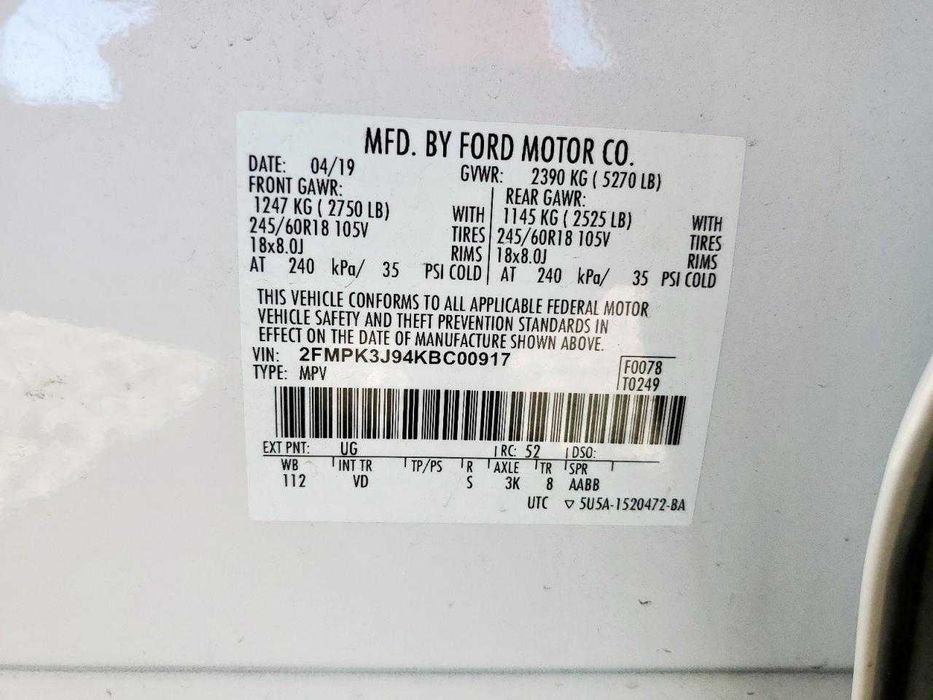 MFD. BY FORD MOTOR CO.
DATE: 04/19 GVWR: 2390 KG ( 5270 LB)
FRONT GAWR: REAR GAWR:
1247 KG ( 2750 LB) WITH 1145 KG ( 2525 LB) WITH
245/60R18 105V TIRES 245/60R18 105V TIRES
18x8.0J RIMS 18x8.0J RIMS
AT 240 kPa/ 35 PSI COLD AT 240 kPa/ 35 PSI COLD
THIS VEHICLE CONFORMS TO ALL APPLICABLE FEDERAL MOTOR
VEHICLE SAFETY AND THEFT PREVENTION STANDARDS IN
EFFECT ON THE DATE OF MANUFACTURE SHOWN ABOVE.
VIN: 2FMPK3J94KBC00917 F0078
TYPE: MPV T0249
EXT PNT: UG RC: 52 DSO:
WB INT TR TP/PS R AXLE TR SPR
112 VD S 3K 8 AABB
UTC ▽ 5U5A-1520472-BA